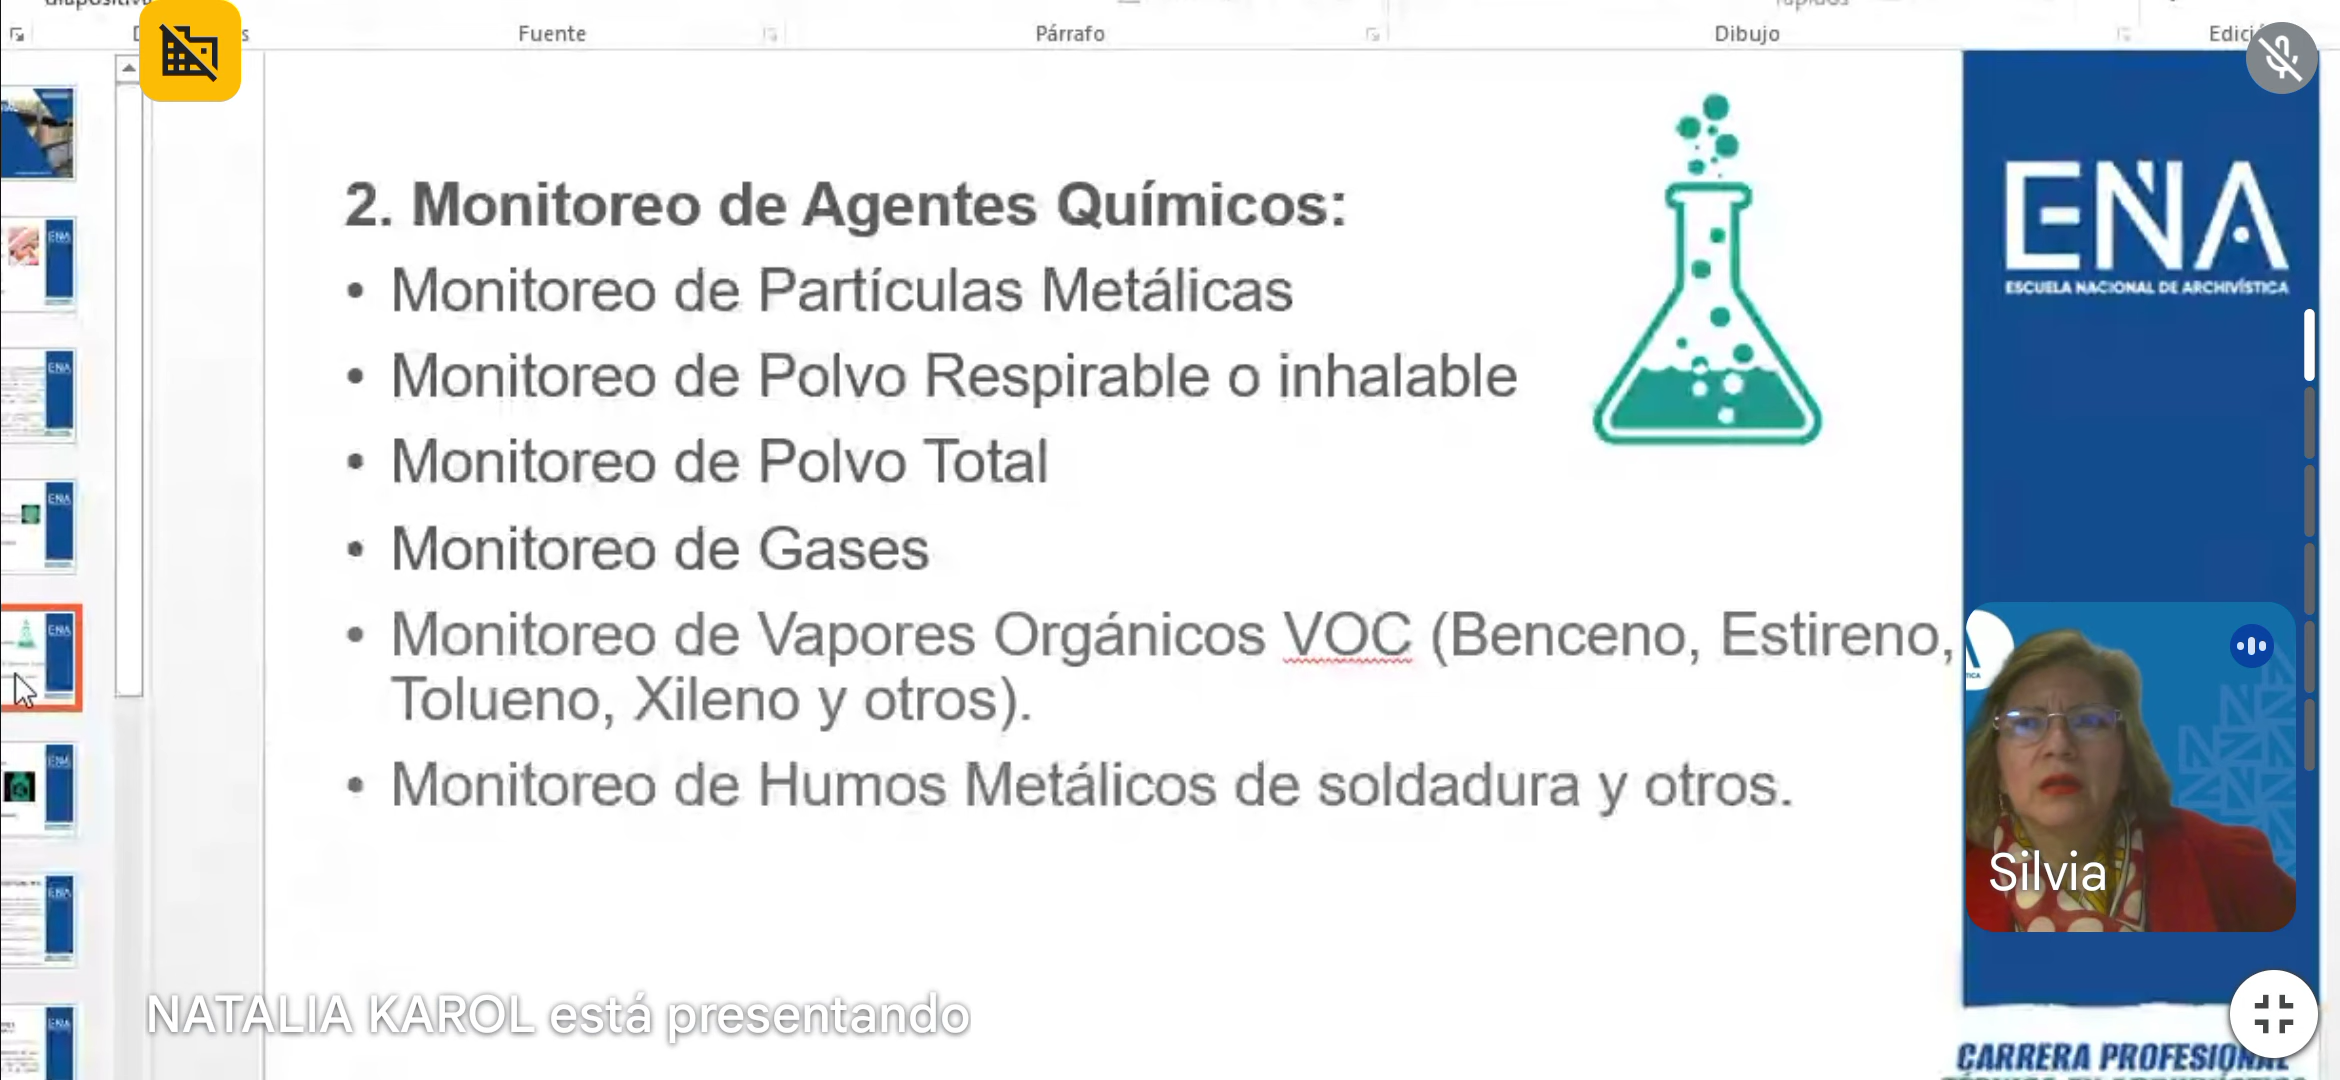 Fuente
Párrafo
Dibujo
2. Monitoreo de Agentes Químicos:
• Monitoreo de Partículas Metálicas
• Monitoreo de Polvo Respirable o inhalable
• Monitoreo de Polvo Total
• Monitoreo de Gases
• Monitoreo de Vapores Orgánicos VOC (Benceno, Estireno,
Tolueno, Xileno y otros).
• Monitoreo de Humos Metálicos de soldadura y otros.
ENA
ESCUELA NACIONAL DE ARCHIVÍSTICA
Silvia
NATALIA KAROL está presentando
CARRERA PROFESIONAL